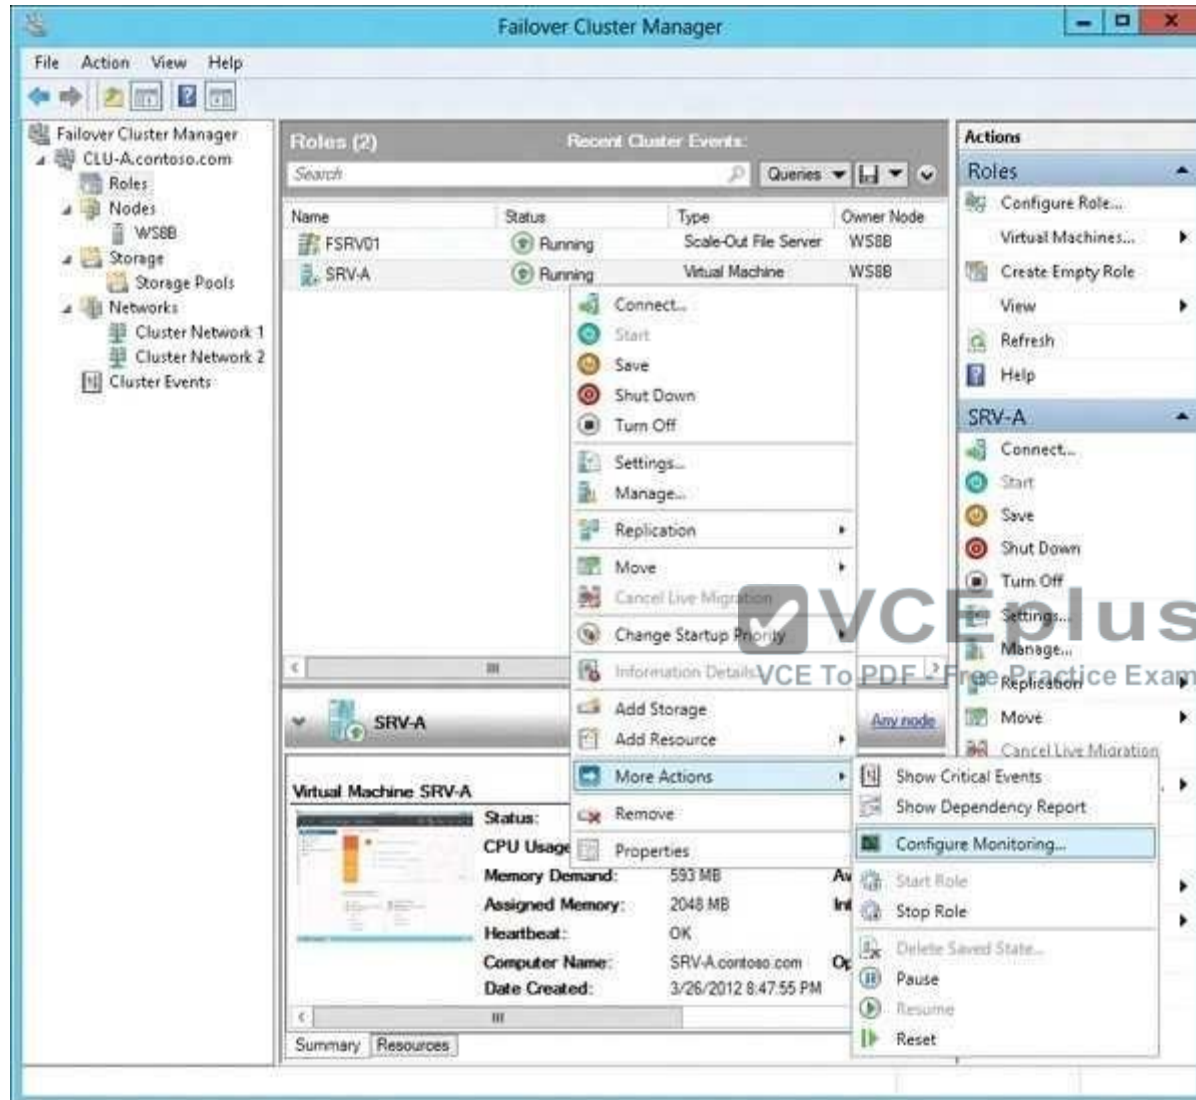 Failover Cluster Manager
File Action View Help
Failover Cluster Manager
CLU-A.contoso.com
Roles
Nodes
WS8B
Storage
Storage Pools
Networks
Cluster Network 1
Cluster Network 2
Cluster Events
Roles (2) Recent Cluster Events:
Search Queries
Name Status Type Owner Node
FSRV01 Running Scale-Out File Server WS8B
SRV-A Running Virtual Machine WS8B
Connect...
Start
Save
Shut Down
Turn Off
Settings...
Manage...
Replication
Move
Cancel Live Migration
Change Startup Priority
Information Details
Add Storage
Add Resource
More Actions
Remove
Properties
Show Critical Events
Show Dependency Report
Configure Monitoring...
Start Role
Stop Role
Delete Saved State...
Pause
Resume
Reset
SRV-A Any node
Virtual Machine SRV-A
Status:
CPU Usage
Memory Demand: 593 MB Av
Assigned Memory: 2048 MB Int
Heartbeat: OK
Computer Name: SRV-A.contoso.com Op
Date Created: 3/26/2012 8:47:55 PM
Summary Resources
Actions
Roles
Configure Role...
Virtual Machines...
Create Empty Role
View
Refresh
Help
SRV-A
Connect...
Start
Save
Shut Down
Turn Off
Settings...
Manage...
Replication
Move
Cancel Live Migration
VCEplus
VCE To PDF - Free Practice Exam